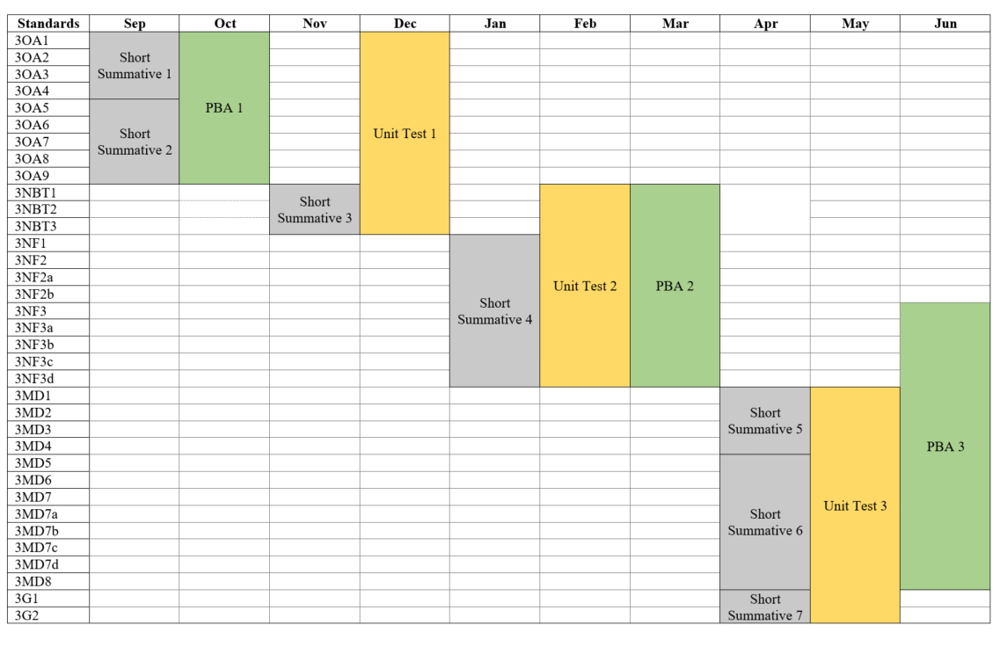 Standards Sep Oct Nov Dec Jan Feb Mar Apr May Jun
3OA1
3OA2
3OA3
3OA4
3OA5
3OA6
3OA7
3OA8
3OA9
3NBT1
3NBT2
3NBT3
3NF1
3NF2
3NF2a
3NF2b
3NF3
3NF3a
3NF3b
3NF3c
3NF3d
3MD1
3MD2
3MD3
3MD4
3MD5
3MD6
3MD7
3MD7a
3MD7b
3MD7c
3MD7d
3MD8
3G1
3G2
Short
Summative 1
Short
Summative 2
PBA 1
Short
Summative 3
Unit Test 1
Short
Summative 4
Unit Test 2
PBA 2
Short
Summative 5
Short
Summative 6
Short
Summative 7
Unit Test 3
PBA 3